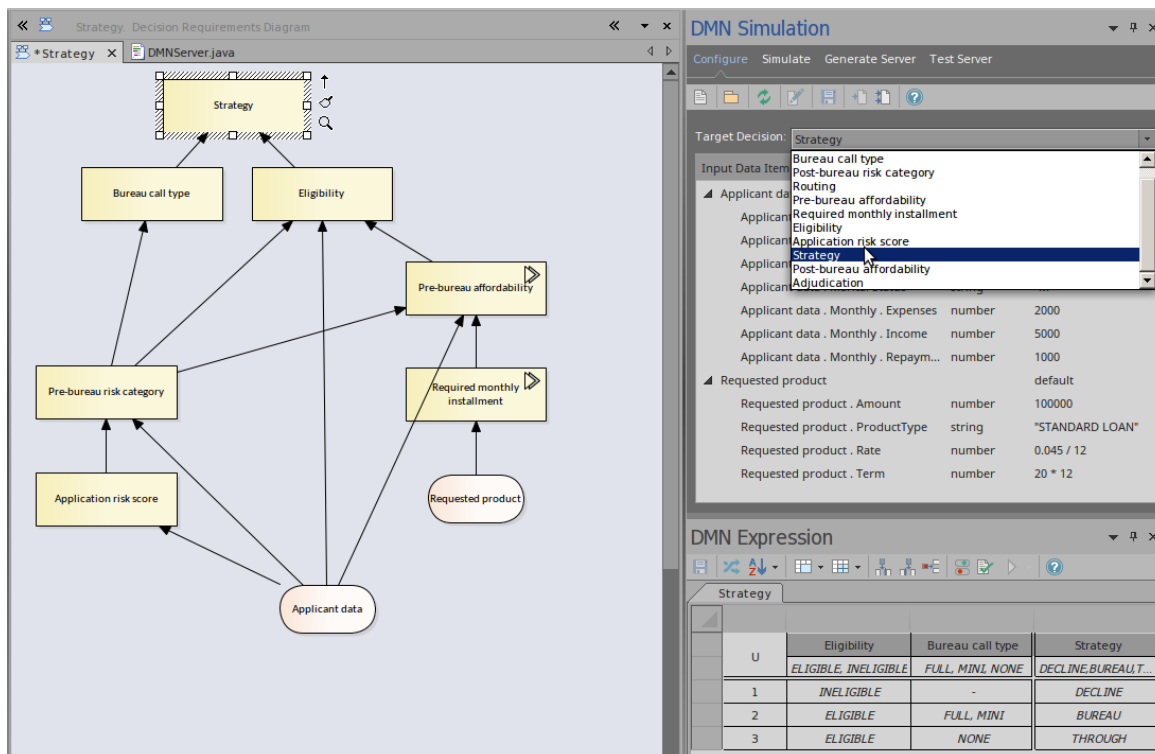 Strategy.  Decision Requirements Diagram
*Strategy X
DMNServer.java
Strategy
Bureau call type
Eligibility
Pre-bureau affordability
Pre-bureau risk category
Required monthly
installment
Application risk score
Requested product
Applicant data
DMN Simulation
Configure Simulate Generate Server Test Server
Target Decision: Strategy
Bureau call type
Post-bureau risk category
Routing
Pre-bureau affordability
Required monthly installment
Eligibility
Application risk score
Strategy
Post-bureau affordability
Adjudication
Input Data Item
Applicant da
Applicant
Applicant
Applicant
Applicant data . Monthly . Expenses number 2000
Applicant data . Monthly . Income number 5000
Applicant data . Monthly . Repaym... number 1000
Requested product default
Requested product . Amount number 100000
Requested product . ProductType string "STANDARD LOAN"
Requested product . Rate number 0.045 / 12
Requested product . Term number 20 * 12
DMN Expression
Strategy
U Eligibility Bureau call type Strategy
ELIGIBLE, INELIGIBLE FULL, MINI, NONE DECLINE,BUREAU,T...
1 INELIGIBLE - DECLINE
2 ELIGIBLE FULL, MINI BUREAU
3 ELIGIBLE NONE THROUGH